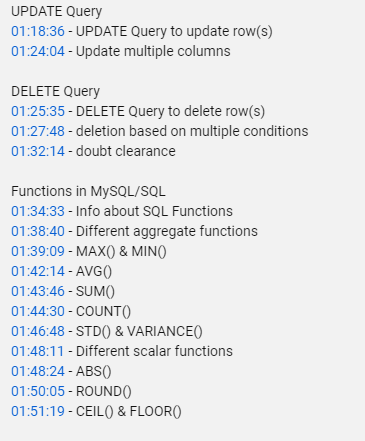 UPDATE Query
01:18:36 - UPDATE Query to update row(s)
01:24:04 - Update multiple columns
DELETE Query
01:25:35 - DELETE Query to delete row(s)
01:27:48 - deletion based on multiple conditions
01:32:14 - doubt clearance
Functions in MySQL/SQL
01:34:33 - Info about SQL Functions
01:38:40 - Different aggregate functions
01:39:09 - MAX() & MIN()
01:42:14 - AVG()
01:43:46 - SUM()
01:44:30 - COUNT()
01:46:48 - STD() & VARIANCE()
01:48:11 - Different scalar functions
01:48:24 - ABS()
01:50:05 - ROUND()
01:51:19 - CEIL() & FLOOR()